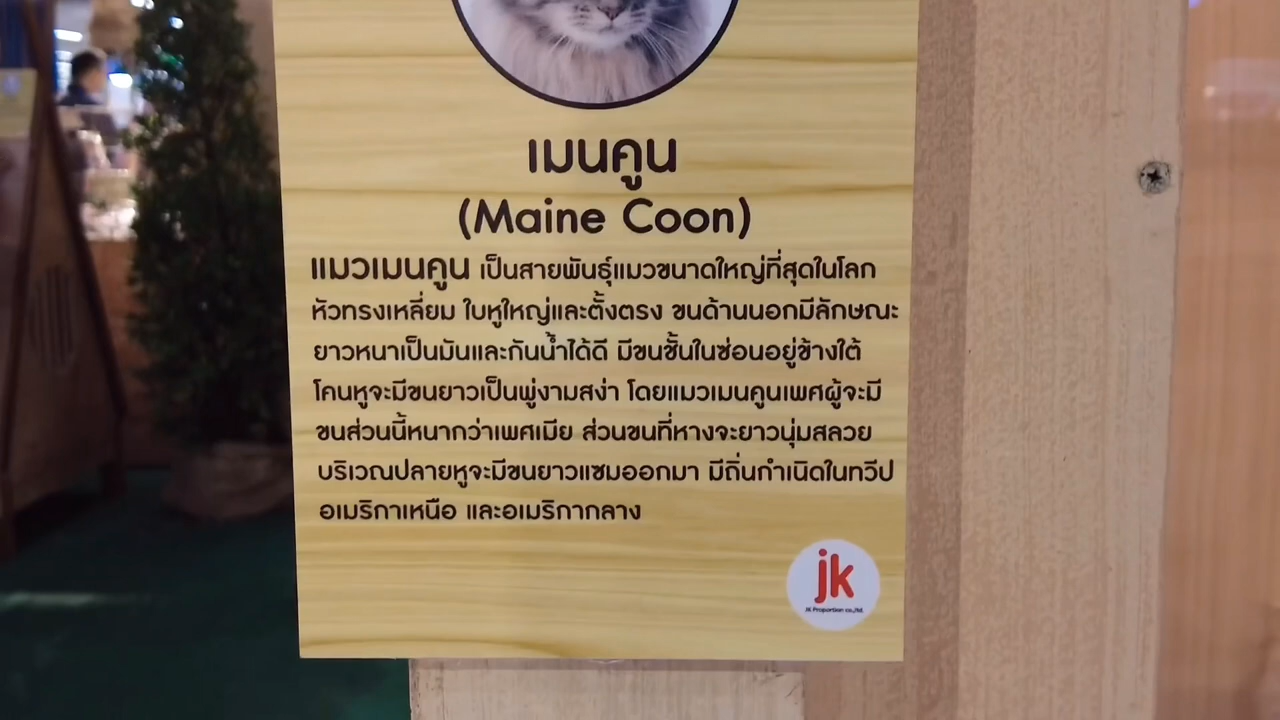 เมนคูน
(Maine Coon)
แมวเมนคูน เป็นสายพันธุ์แมวขนาดใหญ่ที่สุดในโลก
หัวทรงเหลี่ยม ใบหูใหญ่และตั้งตรง ขนด้านนอกมีลักษณะ
ยาวหนาเป็นมันและกันน้ำได้ดี มีขนชั้นในซ่อนอยู่ข้างใต้
โคนหูจะมีขนยาวเป็นพู่งามสง่า โดยแมวเมนคูนเพศผู้จะมี
ขนส่วนนี้หนากว่าเพศเมีย ส่วนขนที่หางจะยาวนุ่มสลวย
บริเวณปลายหูจะมีขนยาวแซมออกมา มีถิ่นกำเนิดในทวีป
อเมริกาเหนือ และอเมริกากลาง
jk
JK Proportion co.,ltd.